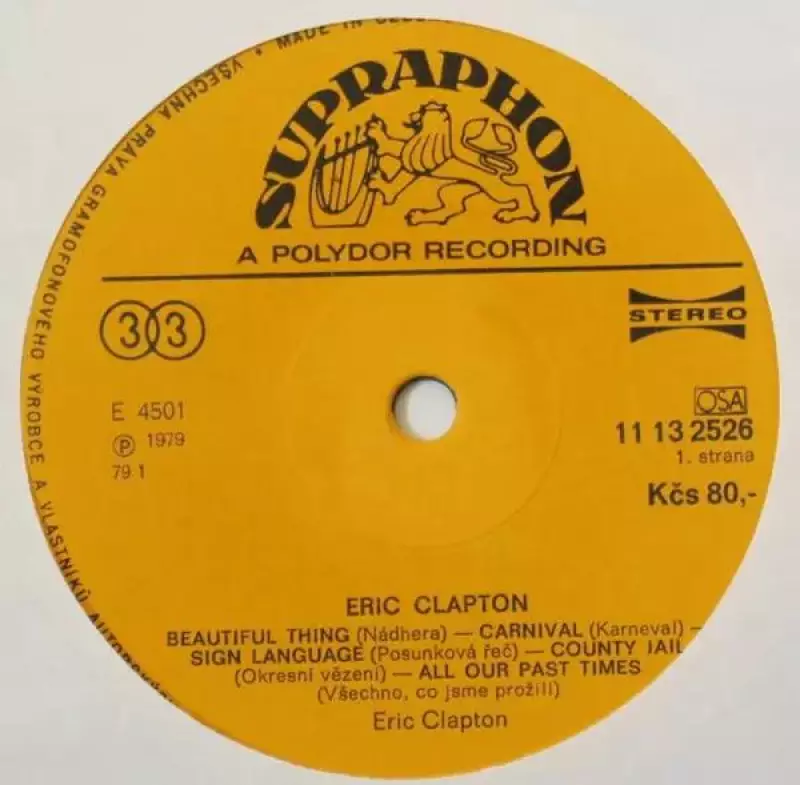 • VŠECHNA PRÁVA GRAMOFONOVÉHO VÝROBCE A VLASTNÍKŮ
MADE IN
SUPRAPHON
A POLYDOR RECORDING
33
STEREO
E 4501
OSA
11 13 2526
℗ 1979
1. strana
79 1
Kčs 80,-
ERIC CLAPTON
BEAUTIFUL THING (Nádhera) — CARNIVAL (Karneval) —
SIGN LANGUAGE (Posunková řeč) — COUNTY JAIL
(Okresní vězení) — ALL OUR PAST TIMES
(Všechno, co jsme prožili)
Eric Clapton